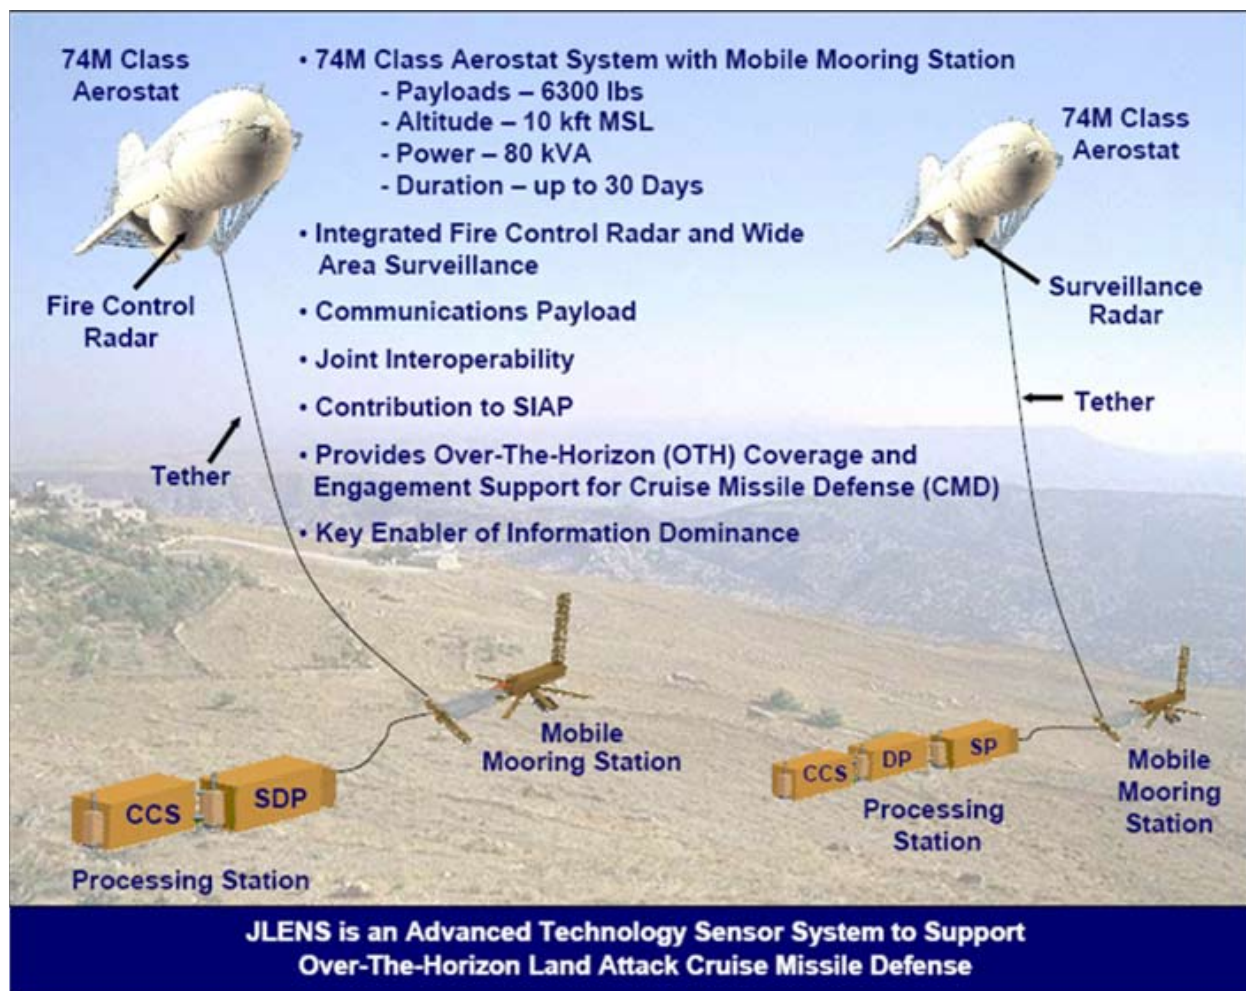 74M Class
Aerostat
• 74M Class Aerostat System with Mobile Mooring Station
- Payloads – 6300 lbs
- Altitude – 10 kft MSL
- Power – 80 kVA
- Duration – up to 30 Days
• Integrated Fire Control Radar and Wide
Area Surveillance
• Communications Payload
• Joint Interoperability
• Contribution to SIAP
• Provides Over-The-Horizon (OTH) Coverage and
Engagement Support for Cruise Missile Defense (CMD)
• Key Enabler of Information Dominance
74M Class
Aerostat
Fire Control
Radar
Surveillance
Radar
Tether
Tether
Mobile
Mooring Station
CCS
SDP
Processing Station
CCS
DP
SP
Processing
Station
Mobile
Mooring
Station
JLENS is an Advanced Technology Sensor System to Support
Over-The-Horizon Land Attack Cruise Missile Defense